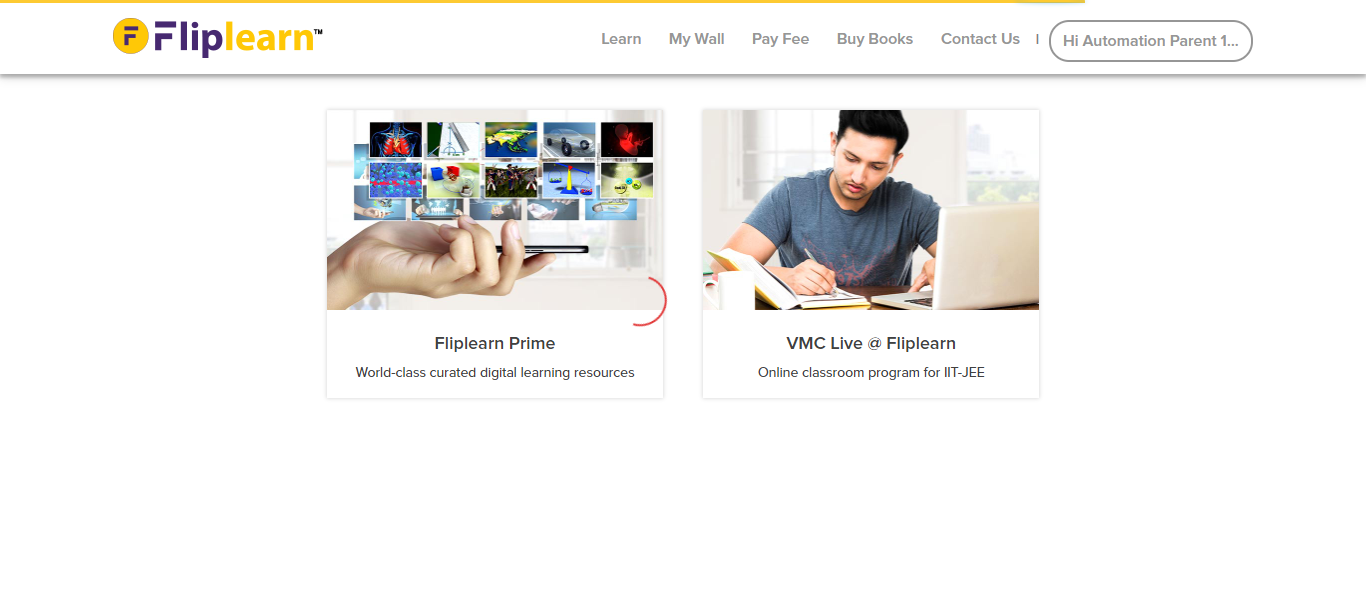 F Fliplearn™
Learn My Wall Pay Fee Buy Books Contact Us | Hi Automation Parent 1...
Fliplearn Prime
World-class curated digital learning resources
VMC Live @ Fliplearn
Online classroom program for IIT-JEE